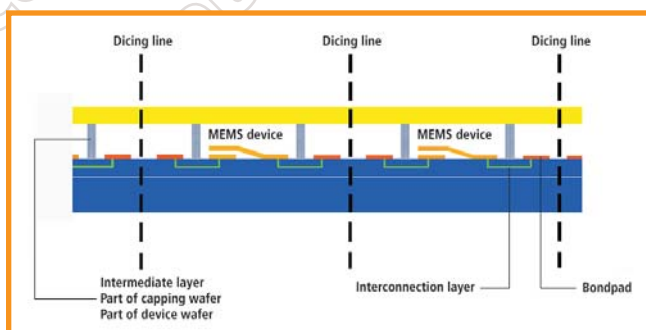 Dicing line
Dicing line
Dicing line
MEMS device
MEMS device
Intermediate layer
Part of capping wafer
Part of device wafer
Interconnection layer
Bondpad